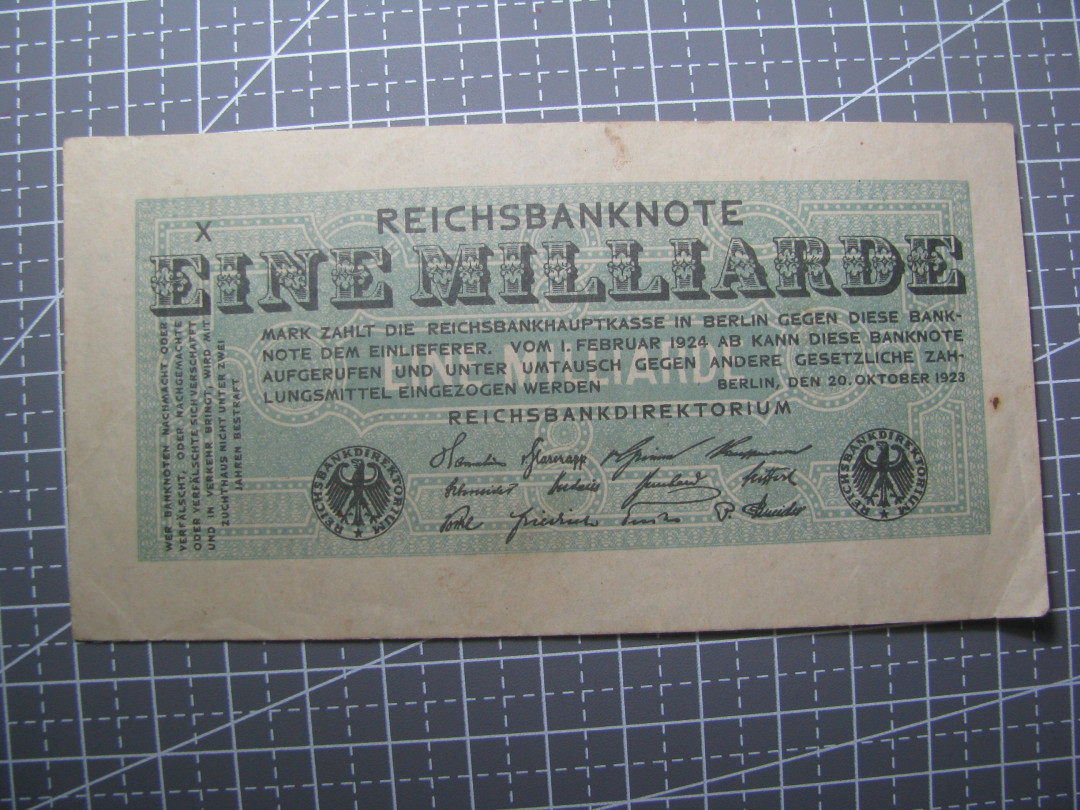 REICHSBANKNOTE
X
EINE MILLIARDE
MARK ZAHLT DIE REICHSBANKHAUPTKASSE IN BERLIN GEGEN DIESE BANK-
NOTE DEM EINLIEFERER. VOM 1. FEBRUAR 1924 AB KANN DIESE BANKNOTE
AUFGERUFEN UND UNTER UMTAUSCH GEGEN ANDERE GESETZLICHE ZAH-
LUNGSMITTEL EINGEZOGEN WERDEN
BERLIN, DEN 20. OKTOBER 1923
REICHSBANKDIREKTORIUM
WER BANKNOTEN NACHMACHT ODER
VERFÄLSCHT, ODER NACHGEMACHTE
ODER VERFÄLSCHTE SICH VERSCHAFFT
UND IN VERKEHR BRINGT, WIRD MIT
ZUCHTHAUS NICHT UNTER ZWEI
JAHREN BESTRAFT
REICHSBANKDIREKTORIUM
REICHSBANKDIREKTORIUM
Schneider
Friedrich
P. Schneider